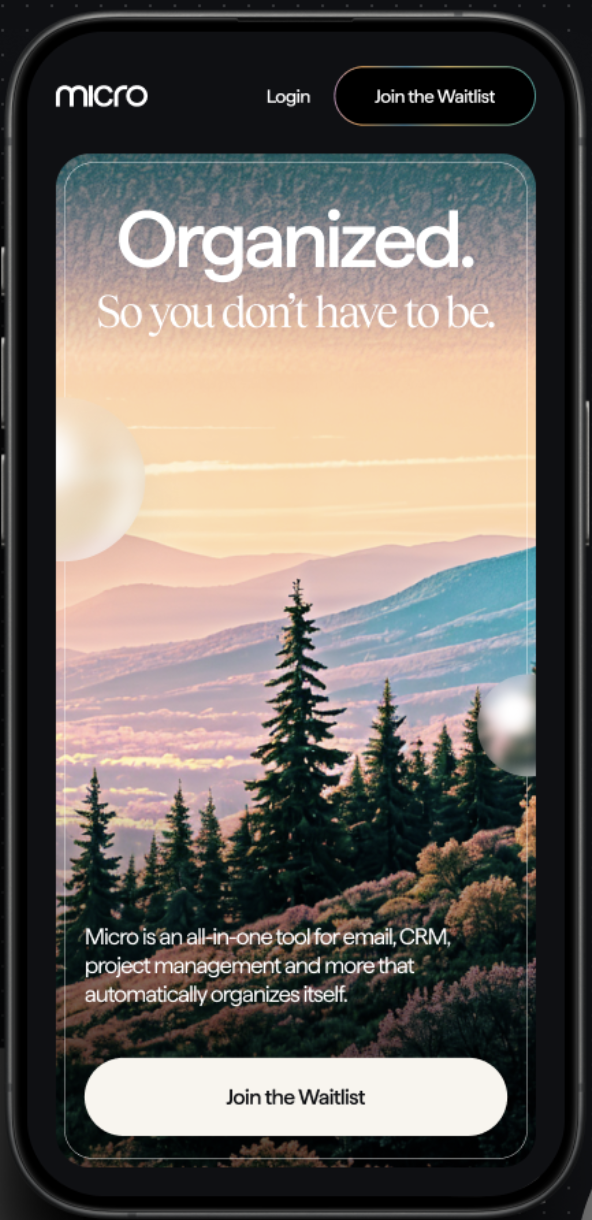 micro
Login
Join the Waitlist
Organized.
So you don't have to be.
Micro is an all-in-one tool for email, CRM,
project management and more that
automatically organizes itself.
Join the Waitlist